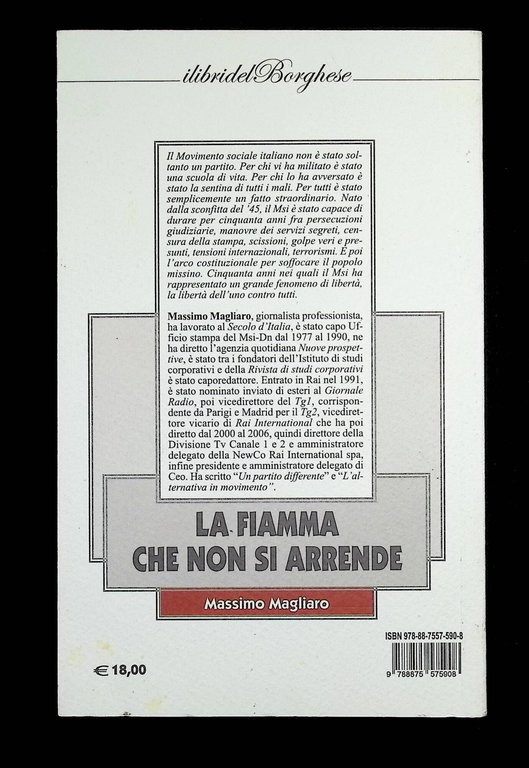 ilibridelBorghese
Il Movimento sociale italiano non è stato sol-
tanto un partito. Per chi vi ha militato è stato
una scuola di vita. Per chi lo ha avversato è
stato la sentina di tutti i mali. Per tutti è stato
semplicemente un fatto straordinario. Nato
dalla sconfitta del '45, il Msi è stato capace di
durare per cinquanta anni fra persecuzioni
giudiziarie, manovre dei servizi segreti, cen-
sura della stampa, scissioni, golpe veri e pre-
sunti, tensioni internazionali, terrorismi. E poi
l'arco costituzionale per soffocare il popolo
missino. Cinquanta anni nei quali il Msi ha
rappresentato un grande fenomeno di libertà,
la libertà dell'uno contro tutti.
Massimo Magliaro, giornalista professionista,
ha lavorato al Secolo d'Italia, è stato capo Uf-
ficio stampa del Msi-Dn dal 1977 al 1990, ne
ha diretto l'agenzia quotidiana Nuove prospet-
tive, è stato tra i fondatori dell'Istituto di studi
corporativi e della Rivista di studi corporativi
è stato caporedattore. Entrato in Rai nel 1991,
è stato nominato inviato di esteri al Giornale
Radio, poi vicedirettore del Tg1, corrispon-
dente da Parigi e Madrid per il Tg2, vicediret-
tore vicario di Rai International che ha poi
diretto dal 2000 al 2006, quindi direttore della
Divisione Tv Canale 1 e 2 e amministratore
delegato della NewCo Rai International spa,
infine presidente e amministratore delegato di
Ceo. Ha scritto "Un partito differente" e "L'al-
ternativa in movimento".
LA FIAMMA
CHE NON SI ARRENDE
Massimo Magliaro
ISBN 978-88-7557-590-8
€ 18,00
9 788875 575908